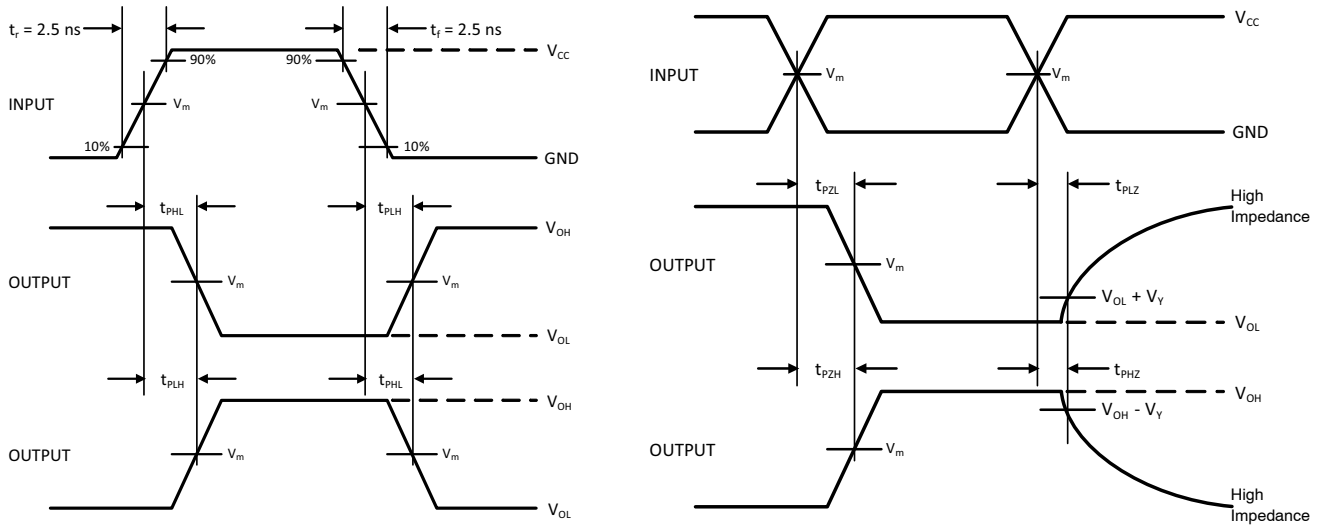 tr = 2.5 ns
tf = 2.5 ns
VCC
90%
90%
INPUT
Vm
Vm
10%
10%
GND
tPHL
tPLH
VOH
OUTPUT
Vm
Vm
VOL
tPLH
tPHL
VOH
OUTPUT
Vm
Vm
VOL
VCC
INPUT
Vm
Vm
GND
tPZL
tPLZ
High
Impedance
OUTPUT
Vm
VOL + VY
VOL
tPZH
tPHZ
VOH
VOH - VY
OUTPUT
Vm
High
Impedance